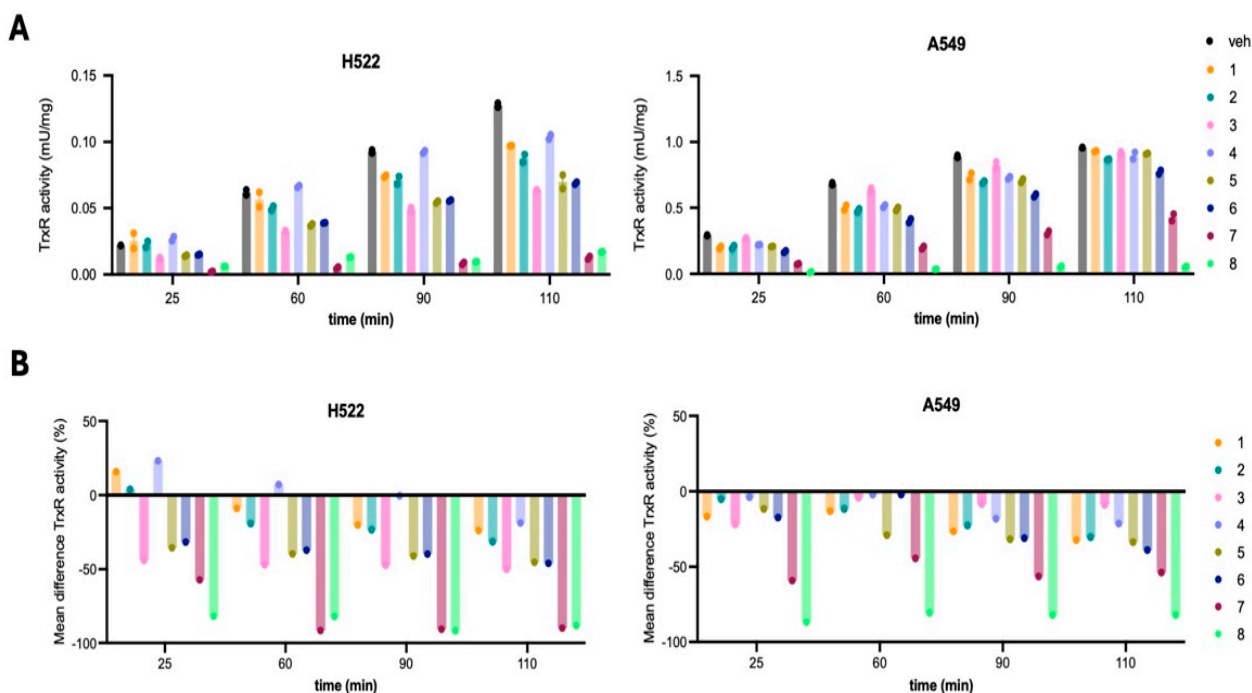 A
H522
TrxR activity (mU/mg)
0.15
0.10
0.05
0.00
25 60 90 110
time (min)
A549
TrxR activity (mU/mg)
1.5
1.0
0.5
0.0
25 60 90 110
time (min)
veh
1
2
3
4
5
6
7
8
B
H522
Mean difference TrxR activity (%)
50
0
-50
-100
25 60 90 110
time (min)
A549
Mean difference TrxR activity (%)
50
0
-50
-100
25 60 90 110
time (min)
1
2
3
4
5
6
7
8